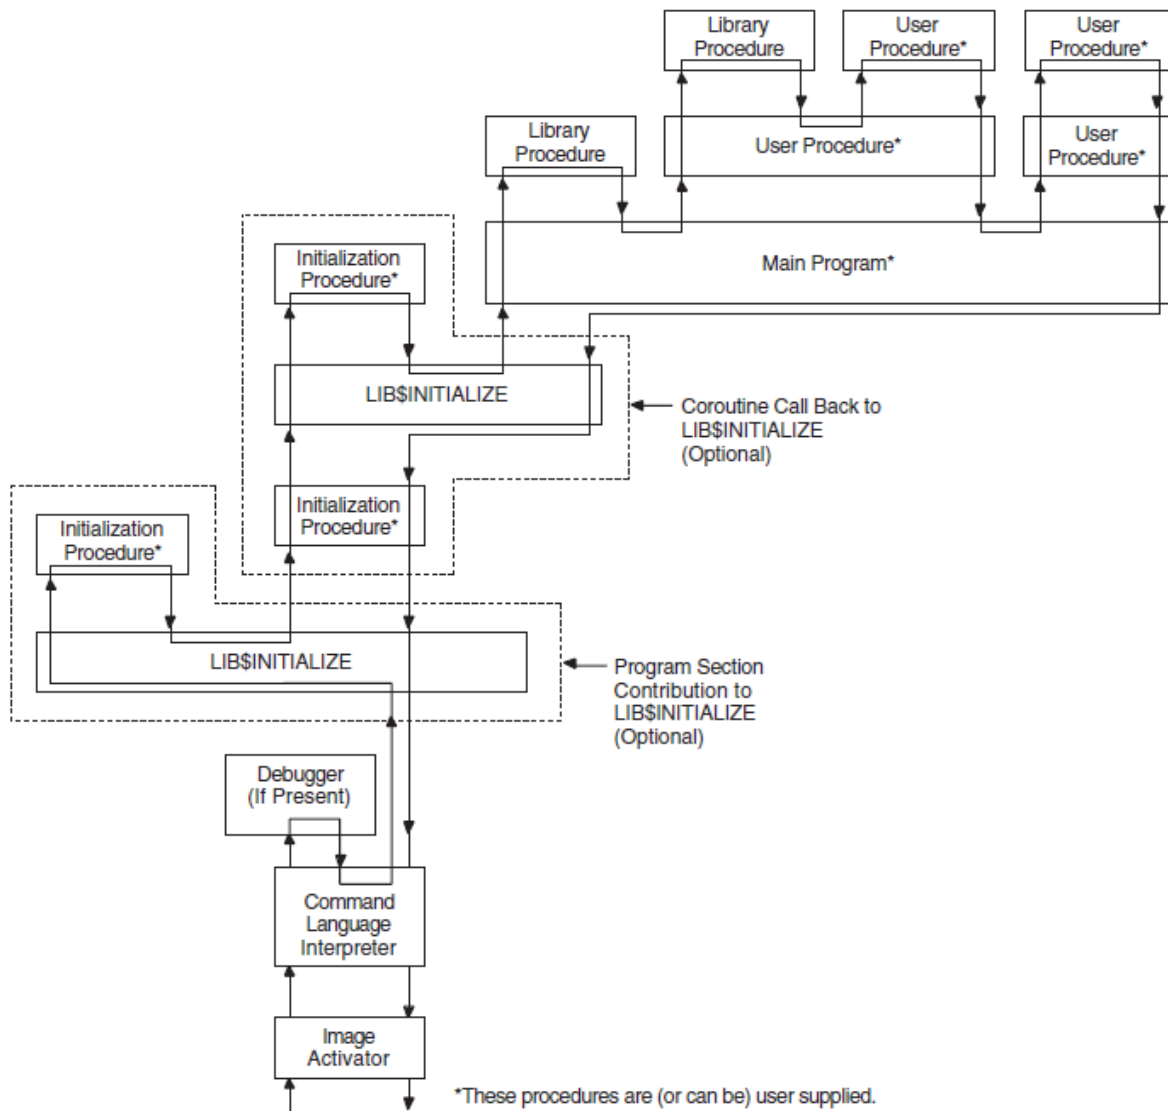 Library
Procedure
User
Procedure*
User
Procedure*
Library
Procedure
User Procedure*
User
Procedure*
Main Program*
Initialization
Procedure*
LIB$INITIALIZE
Coroutine Call Back to
LIB$INITIALIZE
(Optional)
Initialization
Procedure*
Initialization
Procedure*
LIB$INITIALIZE
Program Section
Contribution to
LIB$INITIALIZE
(Optional)
Debugger
(If Present)
Command
Language
Interpreter
Image
Activator
*These procedures are (or can be) user supplied.